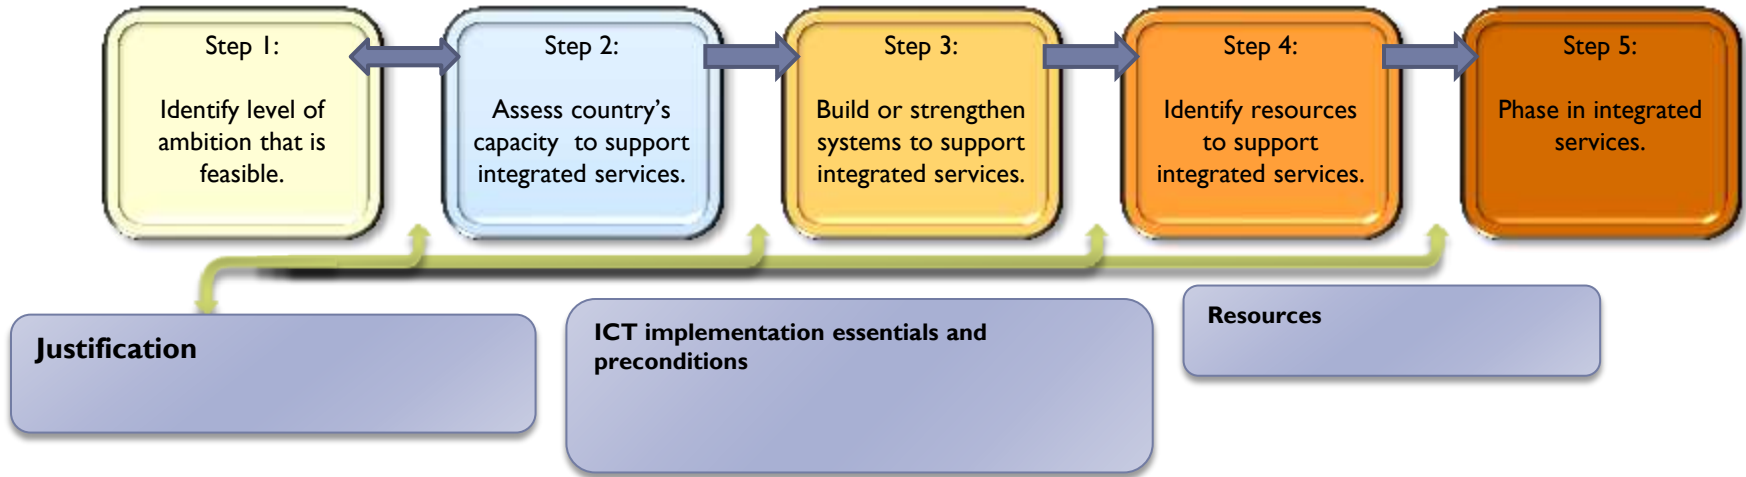 Step 1:
Identify level of
ambition that is
feasible.
Step 2:
Assess country’s
capacity to support
integrated services.
Step 3:
Build or strengthen
systems to support
integrated services.
Step 4:
Identify resources
to support
integrated services.
Step 5:
Phase in integrated
services.
Justification
ICT implementation essentials and
preconditions
Resources